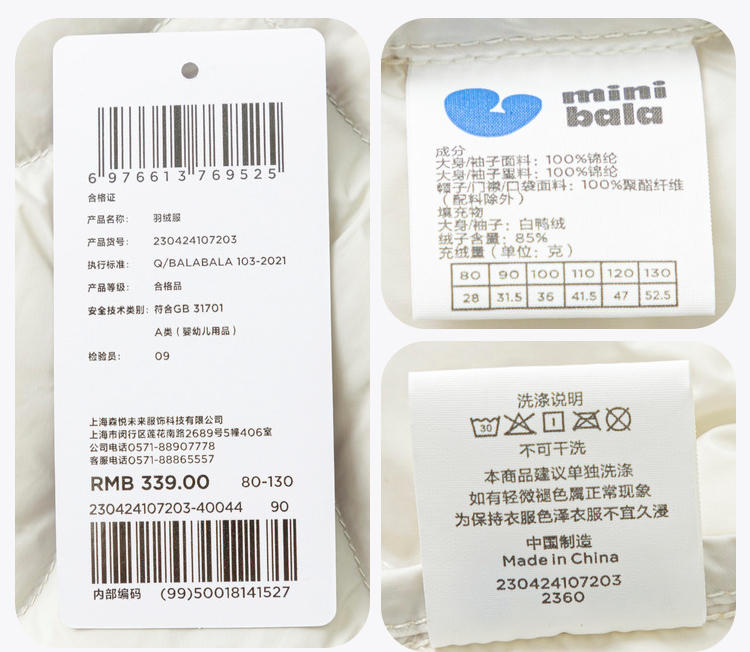 6 976613 769525
合格证
产品名称: 羽绒服
产品货号: 230424107203
执行标准: Q/BALABALA 103-2021
产品等级: 合格品
安全技术类别: 符合GB 31701
A类（婴幼儿用品）
检验员: 09
上海森悦未来服饰科技有限公司
上海市闵行区莲花南路2689号5幢406室
公司电话0571-88907778
客服电话0571-88865557
RMB 339.00 80-130
230424107203-40044 90
内部编码 (99)50018141527
mini
bala
成分
大身/袖子面料: 100%锦纶
大身/袖子里料: 100%锦纶
帽子/门襟/口袋面料: 100%聚酯纤维
（配料除外）
填充物
大身/袖子: 白鸭绒
绒子含量: 85%
充绒量（单位: 克）
80 90 100 110 120 130
28 31.5 36 41.5 47 52.5
洗涤说明
30
不可干洗
本商品建议单独洗涤
如有轻微褪色属正常现象
为保持衣服色泽衣服不宜久浸
中国制造
Made in China
230424107203
2360